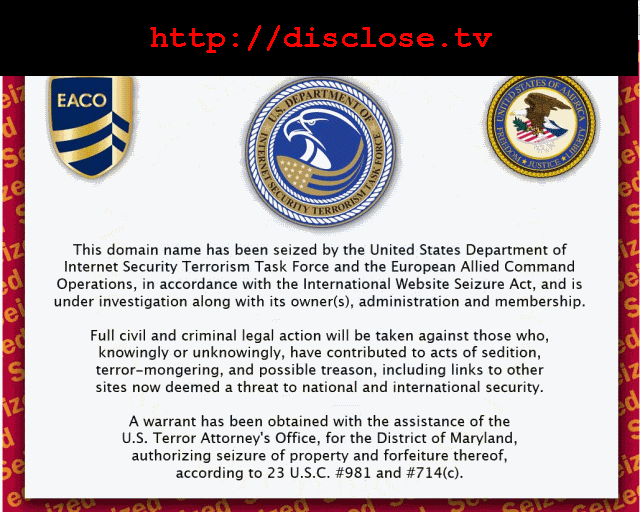 http://disclose.tv
EACO
U.S. DEPARTMENT OF
INTERNET SECURITY TERRORISM TASK FORCE
UNITED STATES OF AMERICA
FREEDOM JUSTICE LIBERTY
This domain name has been seized by the United States Department of
Internet Security Terrorism Task Force and the European Allied Command
Operations, in accordance with the International Website Seizure Act, and is
under investigation along with its owner(s), administration and membership.
Full civil and criminal legal action will be taken against those who,
knowingly or unknowingly, have contributed to acts of sedition,
terror-mongering, and possible treason, including links to other
sites now deemed a threat to national and international security.
A warrant has been obtained with the assistance of the
U.S. Terror Attorney's Office, for the District of Maryland,
authorizing seizure of property and forfeiture thereof,
according to 23 U.S.C. #981 and #714(c).
Seized